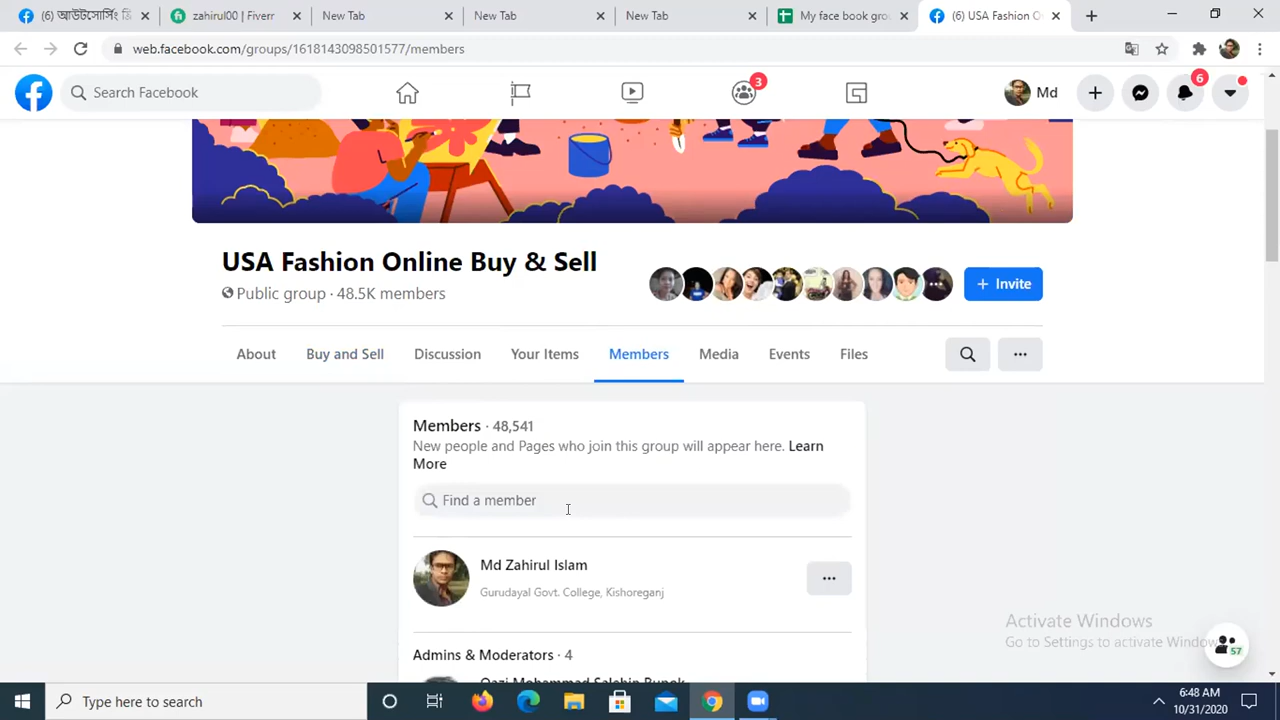 (6) আউটসোর্সিং
zahirul00 | Fiverr
New Tab
New Tab
New Tab
My face book gro
(6) USA Fashion O
web.facebook.com/groups/1618143098501577/members
Search Facebook
3
Md
6
USA Fashion Online Buy & Sell
Public group · 48.5K members
+ Invite
About
Buy and Sell
Discussion
Your Items
Members
Media
Events
Files
Members · 48,541
New people and Pages who join this group will appear here. Learn
More
Find a member
Md Zahirul Islam
Gurudayal Govt. College, Kishoreganj
Admins & Moderators · 4
Qazi Mohammad Salehin Rupok
Activate Windows
Go to Settings to activate Window
57
Type here to search
6:48 AM
10/31/2020